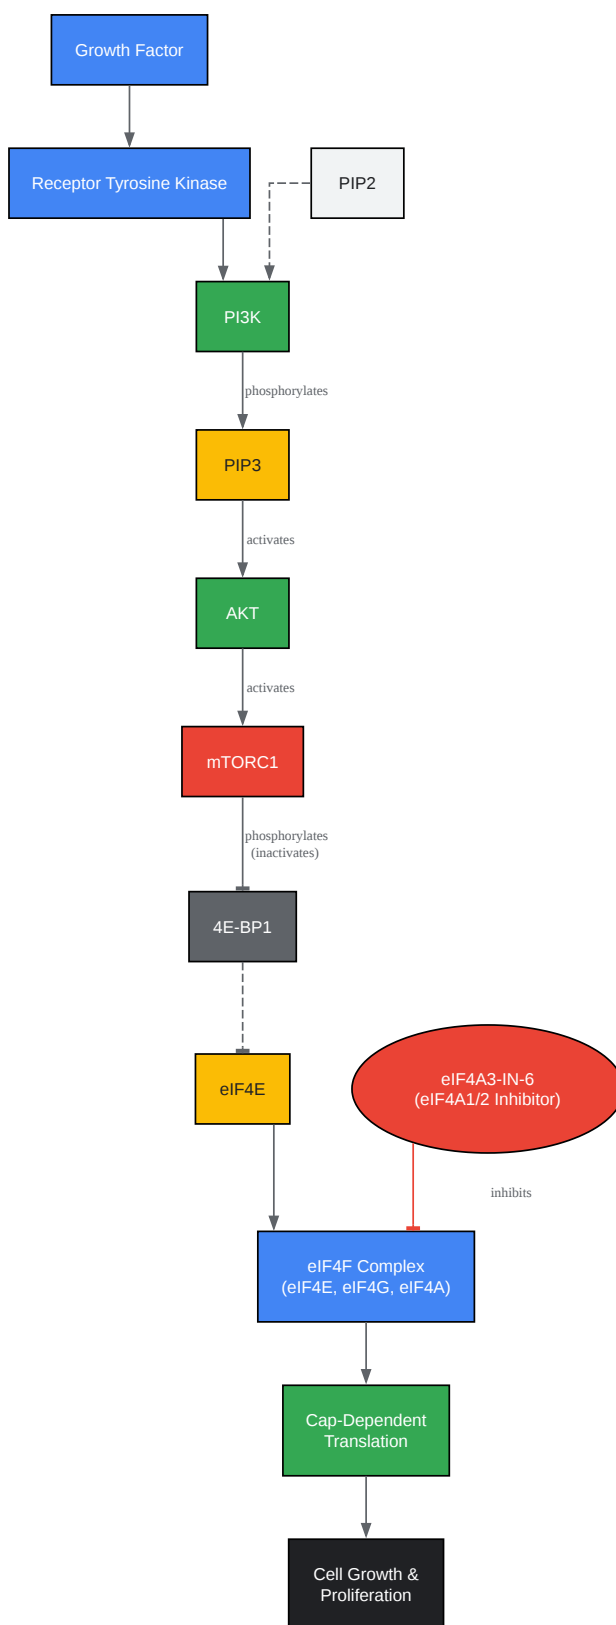 Growth Factor
Receptor Tyrosine Kinase
PIP2
PI3K
phosphorylates
PIP3
activates
AKT
activates
mTORC1
phosphorylates
(inactivates)
4E-BP1
eIF4E
eIF4A3-IN-6
(eIF4A1/2 Inhibitor)
inhibits
eIF4F Complex
(eIF4E, eIF4G, eIF4A)
Cap-Dependent
Translation
Cell Growth &
Proliferation